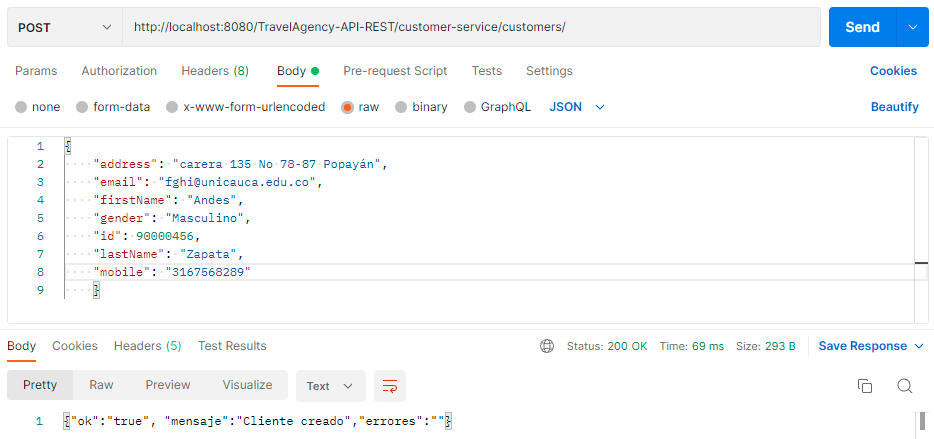 POST http://localhost:8080/TravelAgency-API-REST/customer-service/customers/ Send
Params Authorization Headers (8) Body Pre-request Script Tests Settings Cookies
none form-data x-www-form-urlencoded raw binary GraphQL JSON Beautify
1 {
2 "address": "carera 135 No 78-87 Popayán",
3 "email": "fghi@unicauca.edu.co",
4 "firstName": "Andes",
5 "gender": "Masculino",
6 "id": 90000456,
7 "lastName": "Zapata",
8 "mobile": "3167568289"
9 }
Body Cookies Headers (5) Test Results Status: 200 OK Time: 69 ms Size: 293 B Save Response
Pretty Raw Preview Visualize Text
1 {"ok":"true", "mensaje":"Cliente creado","errores":""}